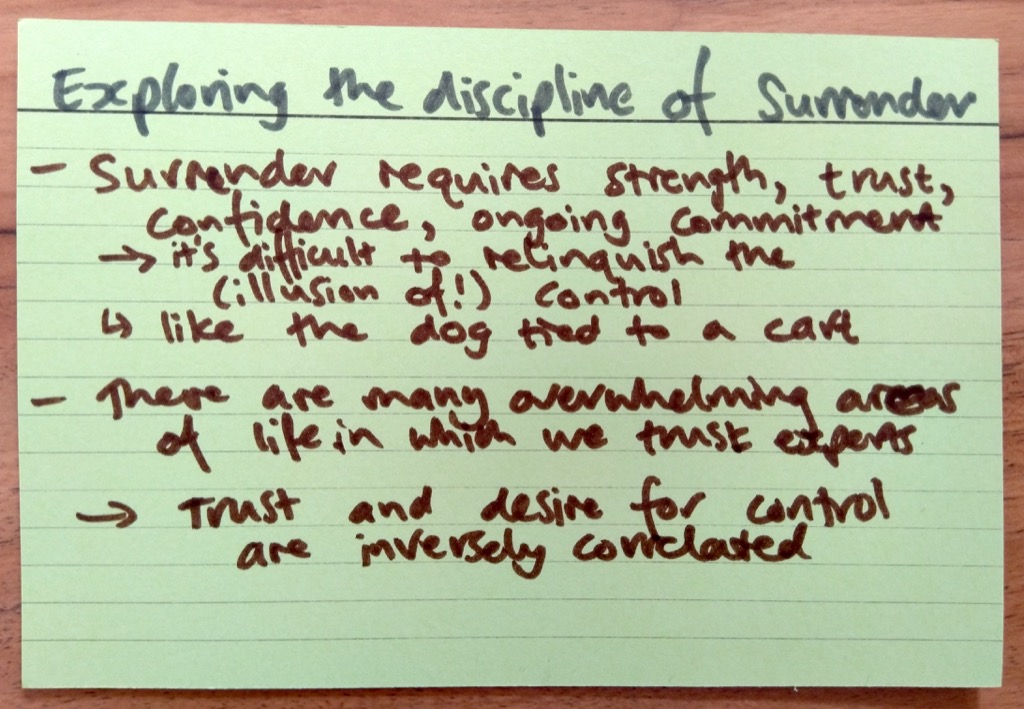 Exploring the discipline of Surrender
- Surrender requires strength, trust,
confidence, ongoing commitment
→ it's difficult to relinquish the
(illusion of!) control
↳ like the dog tied to a cart
- There are many overwhelming areas
of life in which we trust experts
→ Trust and desire for control
are inversely correlated